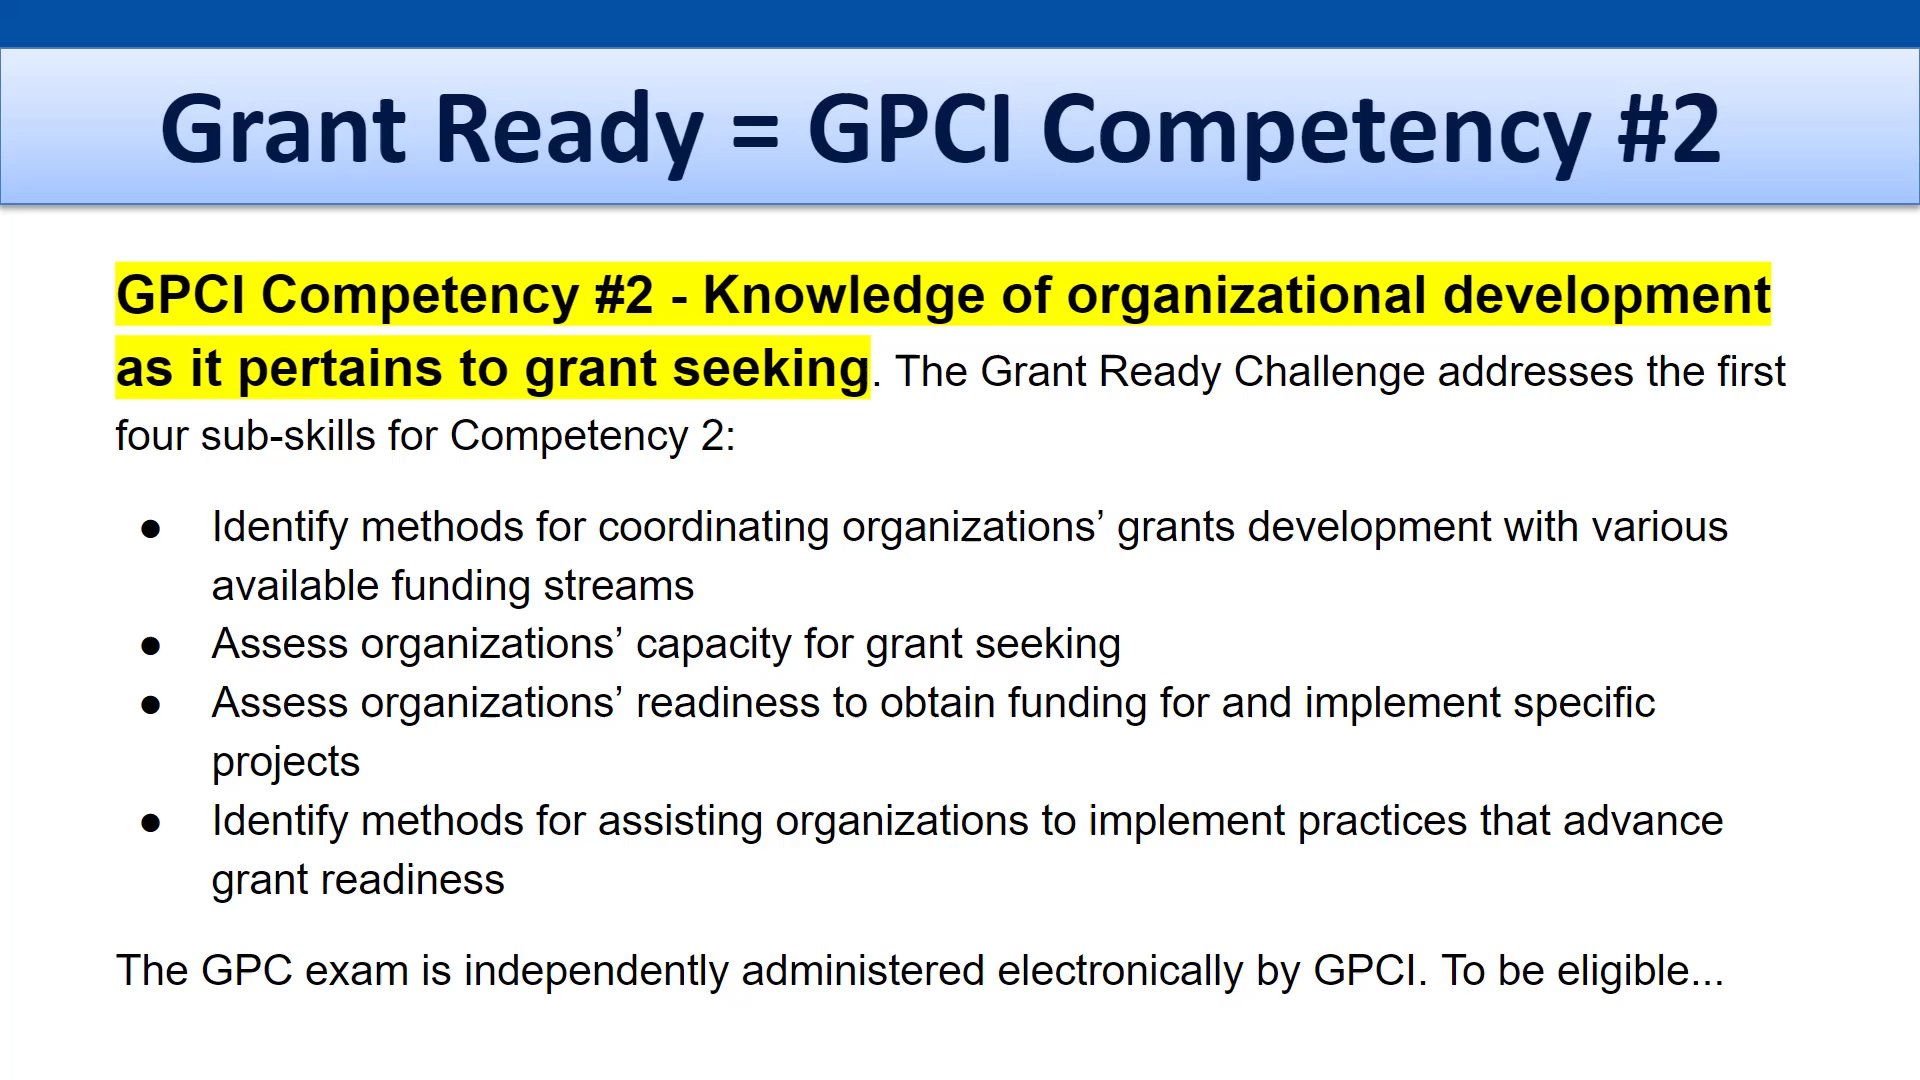 Grant Ready = GPCI Competency #2
GPCI Competency #2 - Knowledge of organizational development
as it pertains to grant seeking. The Grant Ready Challenge addresses the first
four sub-skills for Competency 2:
● Identify methods for coordinating organizations’ grants development with various
available funding streams
● Assess organizations’ capacity for grant seeking
● Assess organizations’ readiness to obtain funding for and implement specific
projects
● Identify methods for assisting organizations to implement practices that advance
grant readiness
The GPC exam is independently administered electronically by GPCI. To be eligible...